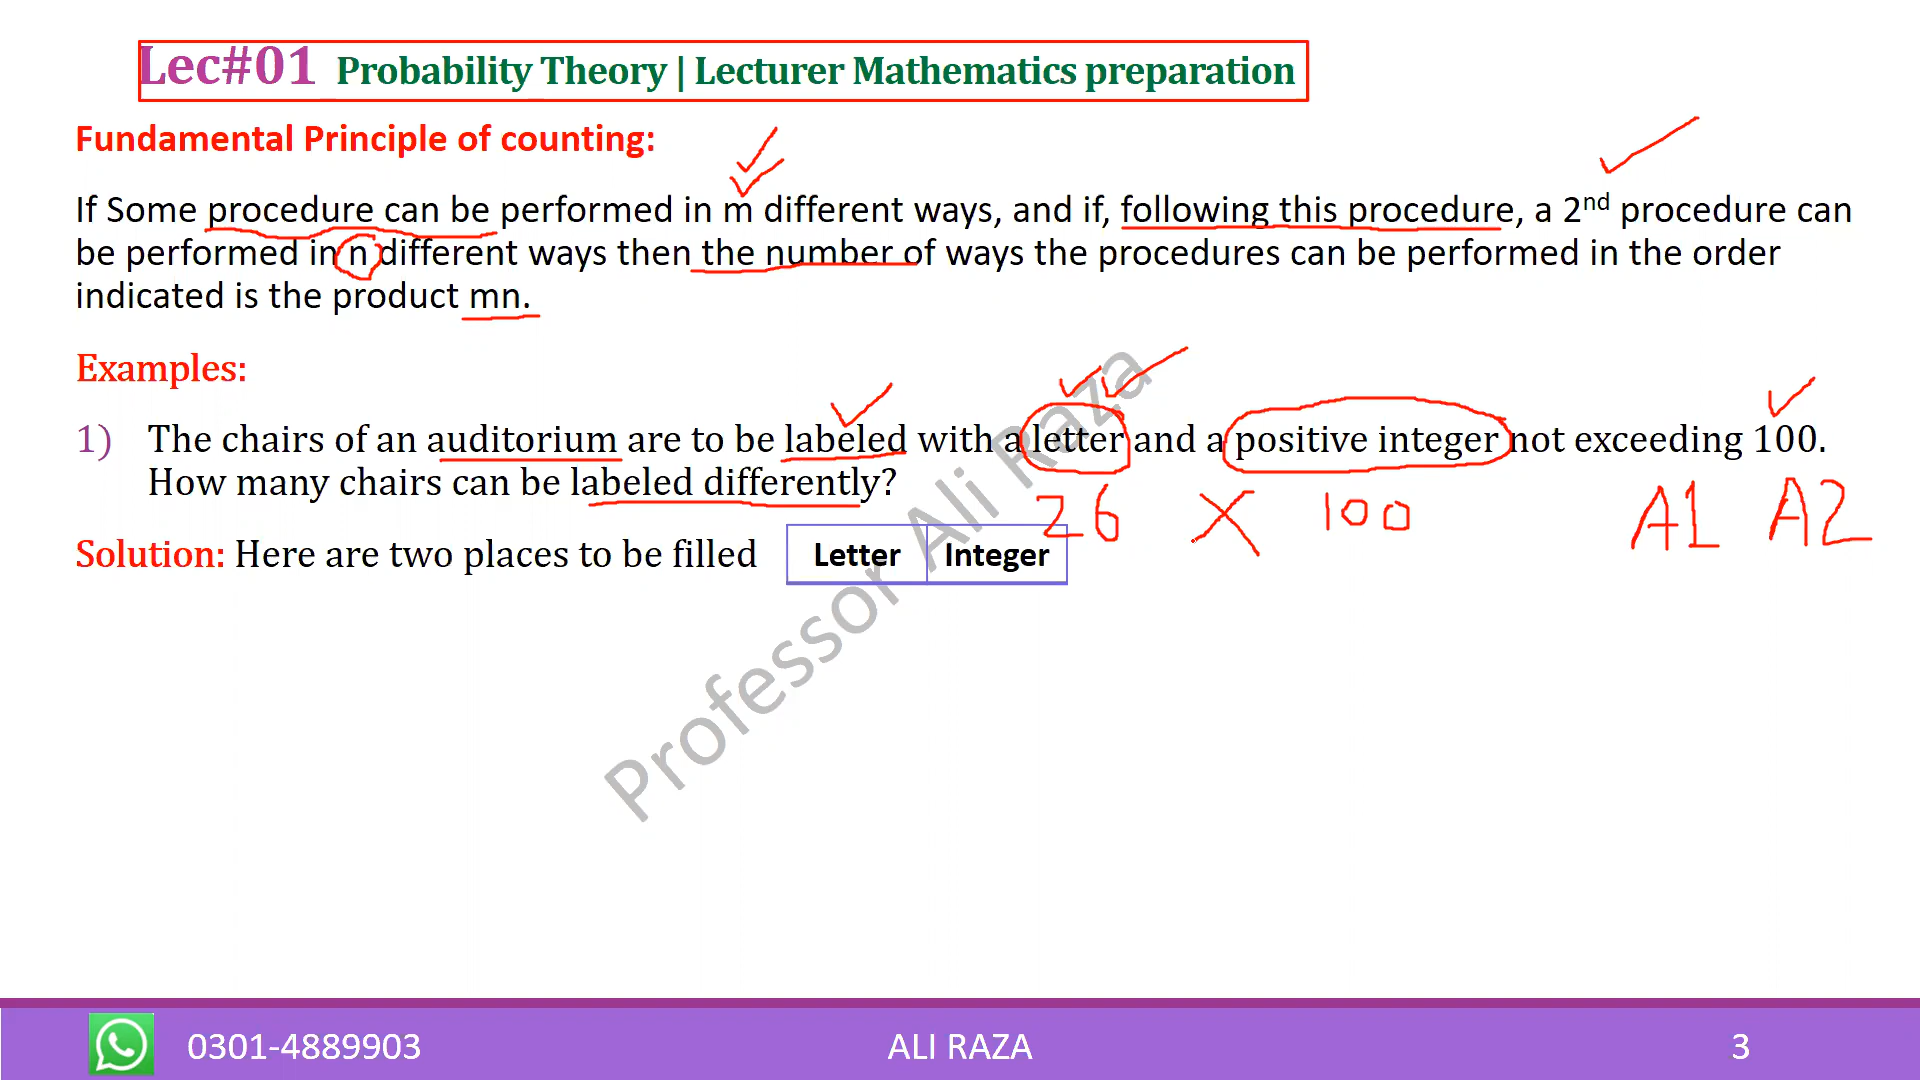 Lec#01 Probability Theory | Lecturer Mathematics preparation
Fundamental Principle of counting:
If Some procedure can be performed in m different ways, and if, following this procedure, a 2nd procedure can
be performed in n different ways then the number of ways the procedures can be performed in the order
indicated is the product mn.
Examples:
1) The chairs of an auditorium are to be labeled with a letter and a positive integer not exceeding 100.
How many chairs can be labeled differently?
26 X 100 A1 A2
Solution: Here are two places to be filled Letter Integer
Professor Ali Raza
0301-4889903 ALI RAZA 3